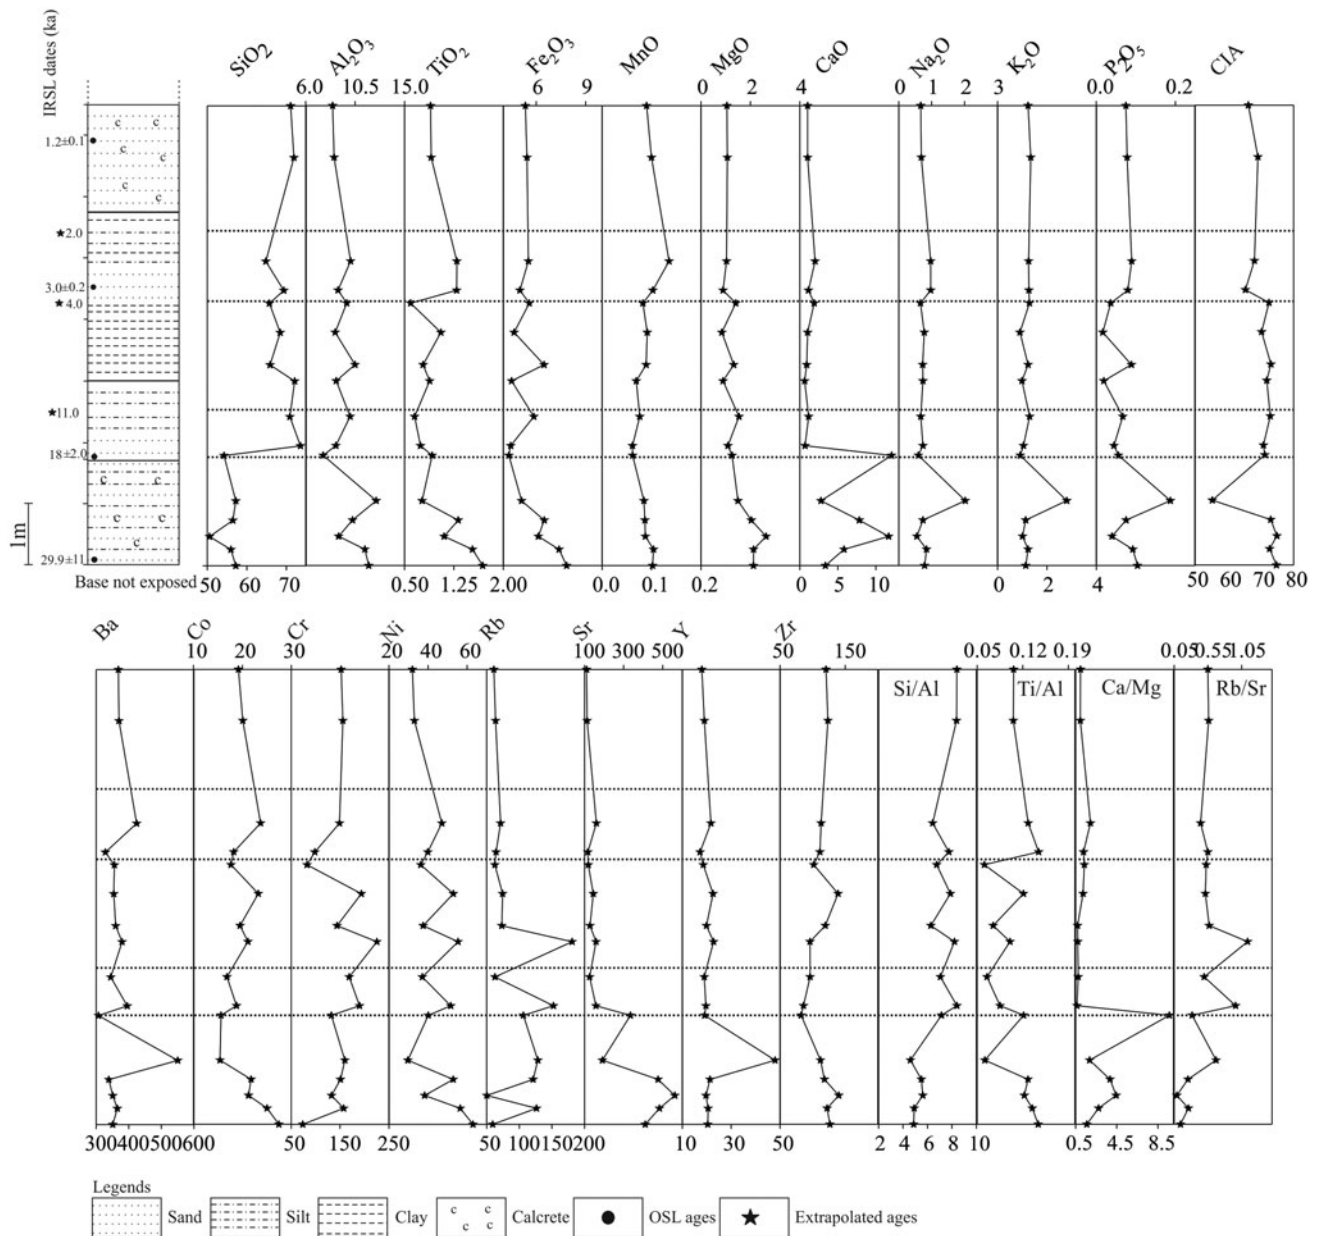 IRSL dates (ka)
SiO2 Al2O3 TiO2 Fe2O3 MnO MgO CaO Na2O K2O P2O5 CIA
6.0 10.5 15.0 6 9 0 2 4 0 1 2 3 0.0 0.2
c c
1.2±0.1
c c
c c
2.0
3.0±0.2
4.0
11.0
18±2.0
c c
c c
c
1m
29.9±11
Base not exposed
50 60 70 0.50 1.25 2.00 0.0 0.1 0.2 0 5 10 0 2 4 50 60 70 80
Ba Co Cr Ni Rb Sr Y Zr
10 20 30 20 40 60 100 300 500 50 150 0.05 0.12 0.19 0.05 0.55 1.05
Si/Al Ti/Al Ca/Mg Rb/Sr
300 400 500 600 50 150 250 50 100 150 200 10 30 50 2 4 6 8 10 0.5 4.5 8.5
Legends
Sand Silt Clay c c c c Calcrete OSL ages Extrapolated ages